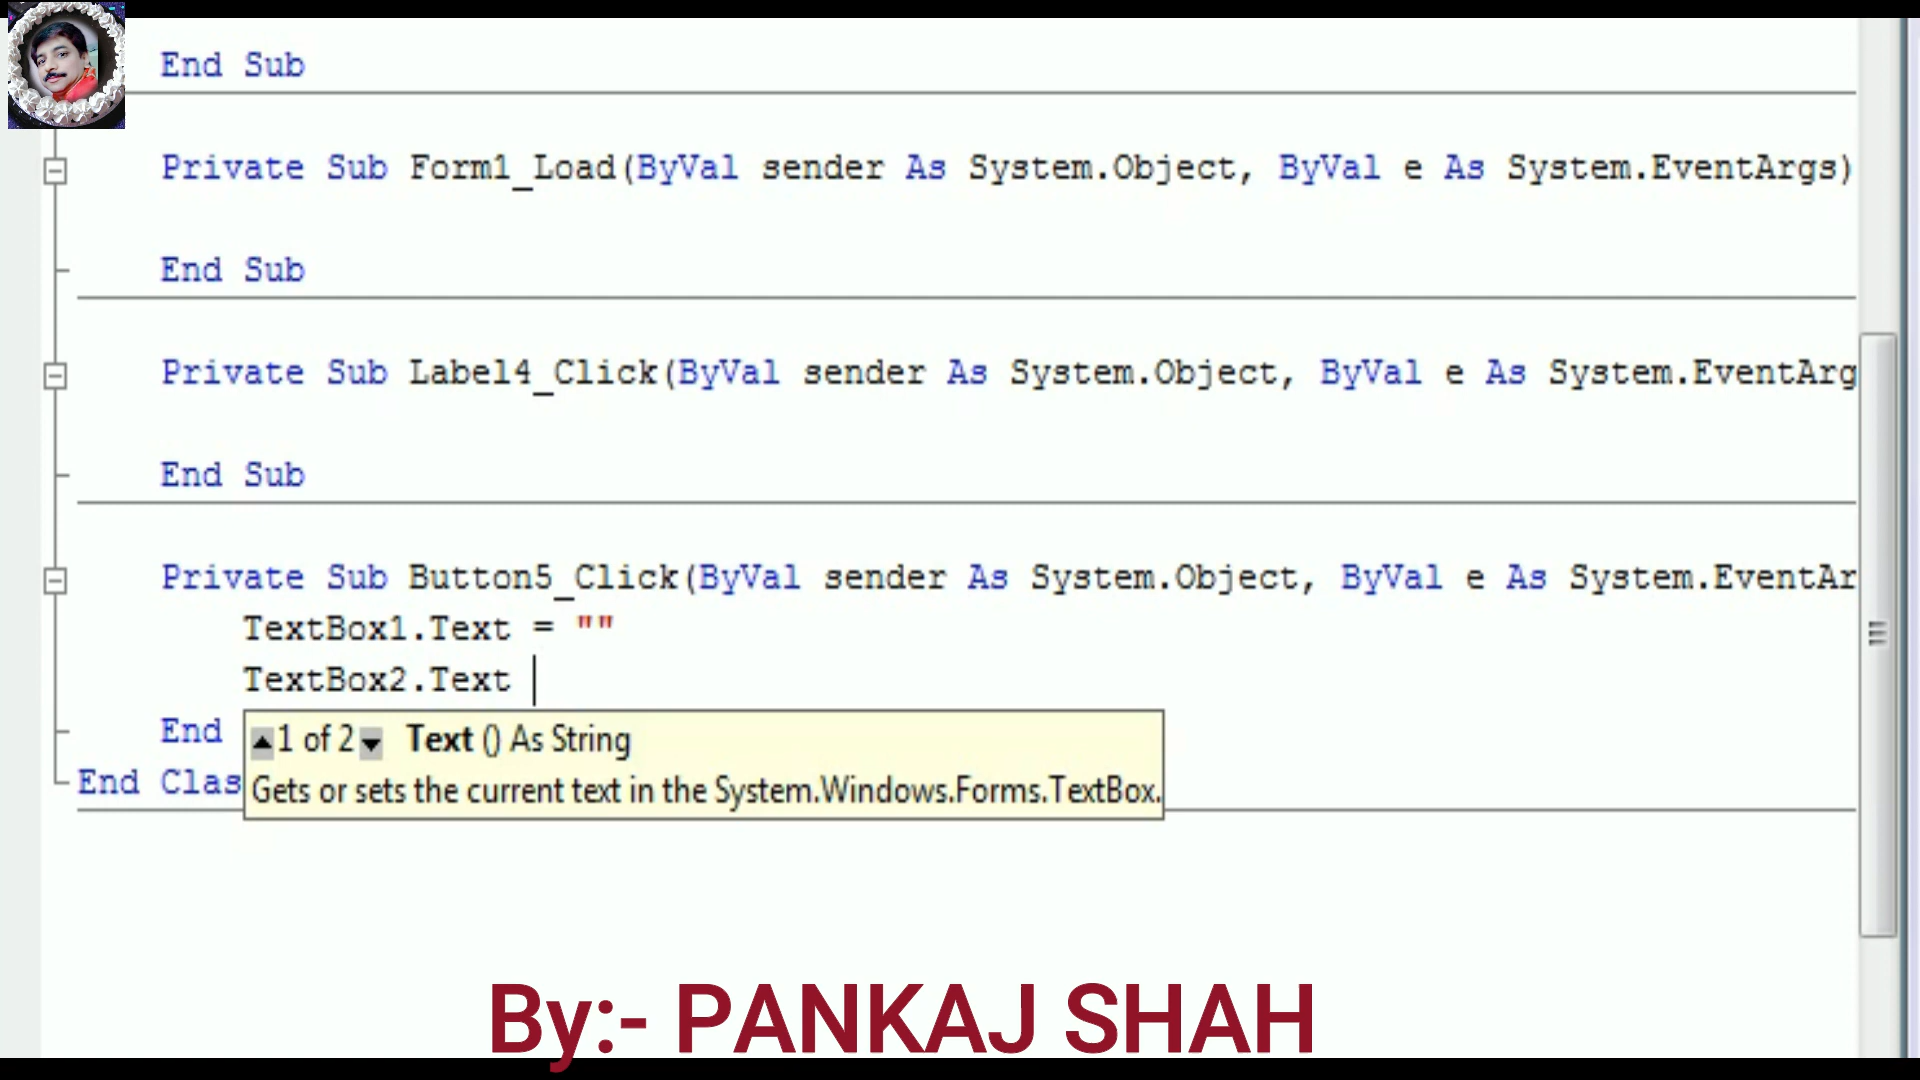 End Sub
Private Sub Form1_Load(ByVal sender As System.Object, ByVal e As System.EventArgs)
End Sub
Private Sub Label4_Click(ByVal sender As System.Object, ByVal e As System.EventArg
End Sub
Private Sub Button5_Click(ByVal sender As System.Object, ByVal e As System.EventAr
TextBox1.Text = ""
TextBox2.Text
End
1 of 2 Text () As String
End Clas
Gets or sets the current text in the System.Windows.Forms.TextBox.
By:- PANKAJ SHAH